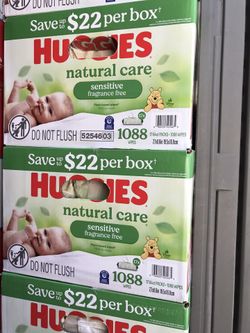 Save up to $22 per box†
HUGGIES
natural care
sensitive
fragrance free
DO NOT FLUSH
5254603
1088
WIPES
Save up to $22 per box†
HUGGIES
natural care
sensitive
fragrance free
DO NOT FLUSH
1088
WIPES
Save up to $22 per box†
HUGGIES